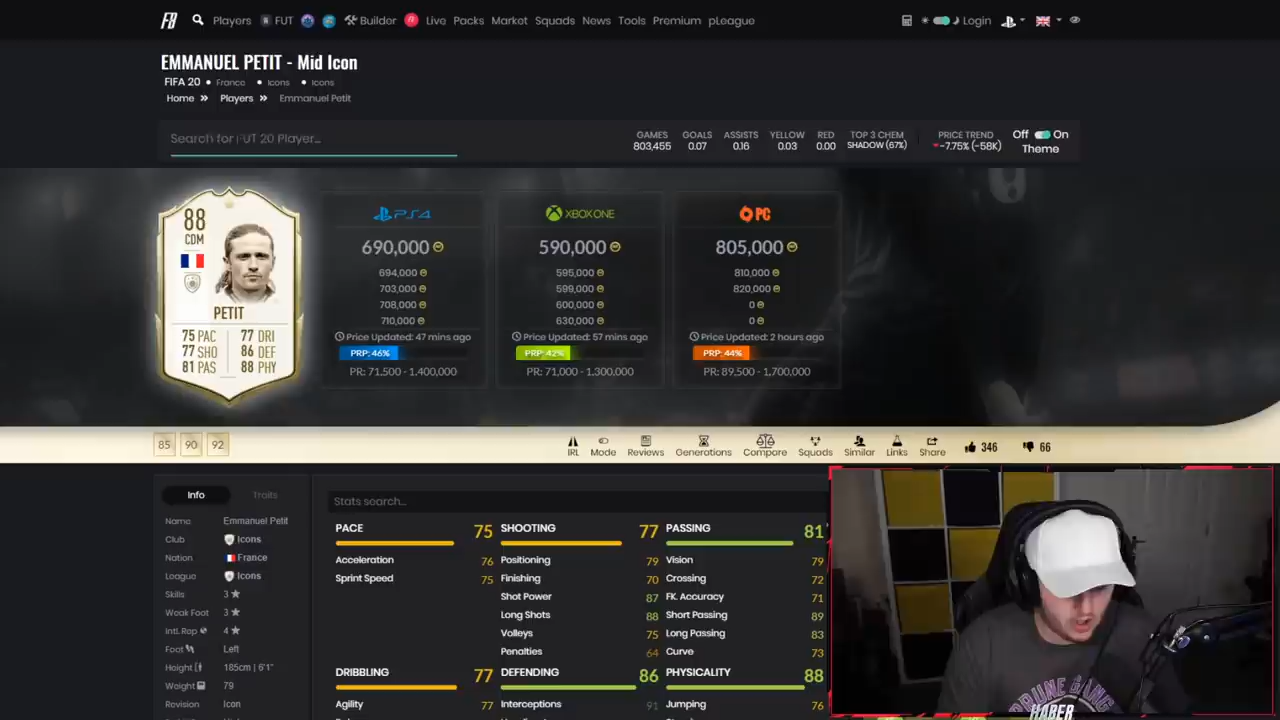 F8 Players FUT Builder Live Packs Market Squads News Tools Premium pLeague Login
EMMANUEL PETIT - Mid Icon
FIFA 20 • France • Icons • Icons
Home » Players » Emmanuel Petit
Search for FUT 20 Player...
GAMES GOALS ASSISTS YELLOW RED TOP 3 CHEM PRICE TREND Off On
803,455 0.07 0.16 0.03 0.00 SHADOW (67%) -7.75% (-58K) Theme
88
CDM
PETIT
75 PAC 77 DRI
77 SHO 86 DEF
81 PAS 88 PHY
PS4
690,000
694,000
703,000
708,000
710,000
Price Updated: 47 mins ago
PRP: 46%
PR: 71,500 - 1,400,000
XBOX ONE
590,000
595,000
599,000
600,000
630,000
Price Updated: 57 mins ago
PRP: 42%
PR: 71,000 - 1,300,000
PC
805,000
810,000
820,000
0
0
Price Updated: 2 hours ago
PRP: 44%
PR: 89,500 - 1,700,000
85 90 92
IRL Mode Reviews Generations Compare Squads Similar Links Share 346 66
Info Traits
Name Emmanuel Petit
Club Icons
Nation France
League Icons
Skills 3
Weak Foot 3
Intl. Rep 4
Foot Left
Height 185cm | 6'1"
Weight 79
Revision Icon
Stats search...
PACE 75
Acceleration 76
Sprint Speed 75
SHOOTING 77
Positioning 79
Finishing 70
Shot Power 87
Long Shots 88
Volleys 75
Penalties 64
PASSING 81
Vision 79
Crossing 72
FK. Accuracy 71
Short Passing 89
Long Passing 83
Curve 73
DRIBBLING 77
Agility 77
DEFENDING 86
Interceptions 91
PHYSICALITY 88
Jumping 76
HABER